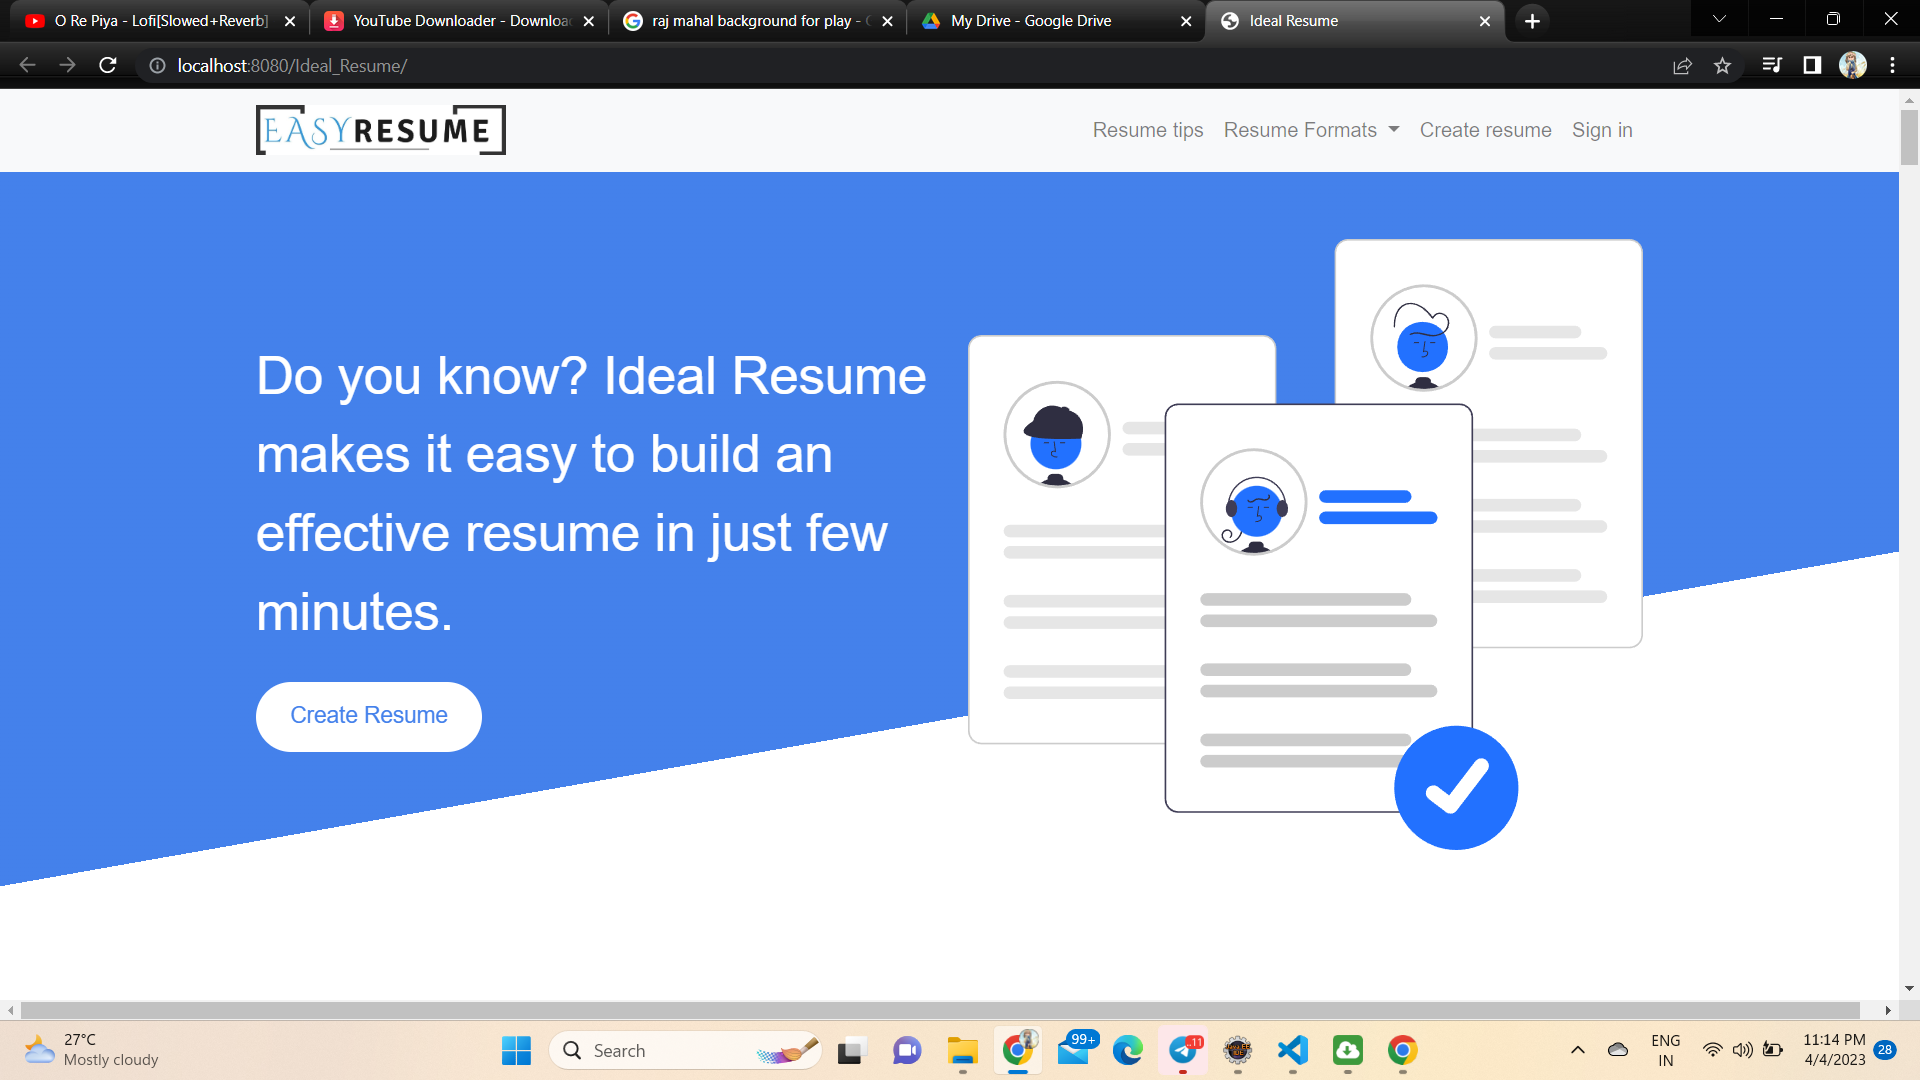 O Re Piya - Lofi[Slowed+Reverb]
YouTube Downloader - Downloa
raj mahal background for play -
My Drive - Google Drive
Ideal Resume
localhost:8080/Ideal_Resume/
EASYRESUME
Resume tips
Resume Formats
Create resume
Sign in
Do you know? Ideal Resume
makes it easy to build an
effective resume in just few
minutes.
Create Resume
27°C
Mostly cloudy
Search
99+
11
ENG
IN
11:14 PM
4/4/2023
28